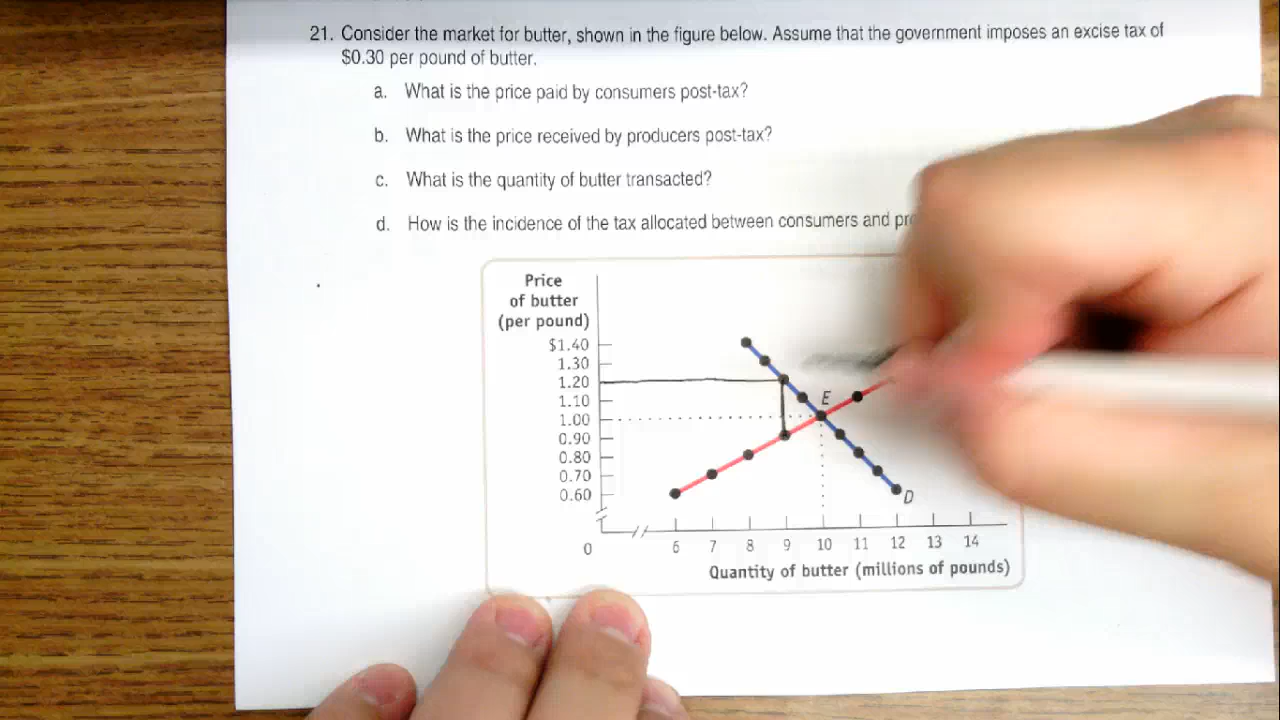 21. Consider the market for butter, shown in the figure below. Assume that the government imposes an excise tax of
$0.30 per pound of butter.
a. What is the price paid by consumers post-tax?
b. What is the price received by producers post-tax?
c. What is the quantity of butter transacted?
d. How is the incidence of the tax allocated between consumers and
Price
of butter
(per pound)
$1.40
1.30
1.20
1.10
1.00
0.90
0.80
0.70
0.60
E
D
0 6 7 8 9 10 11 12 13 14
Quantity of butter (millions of pounds)